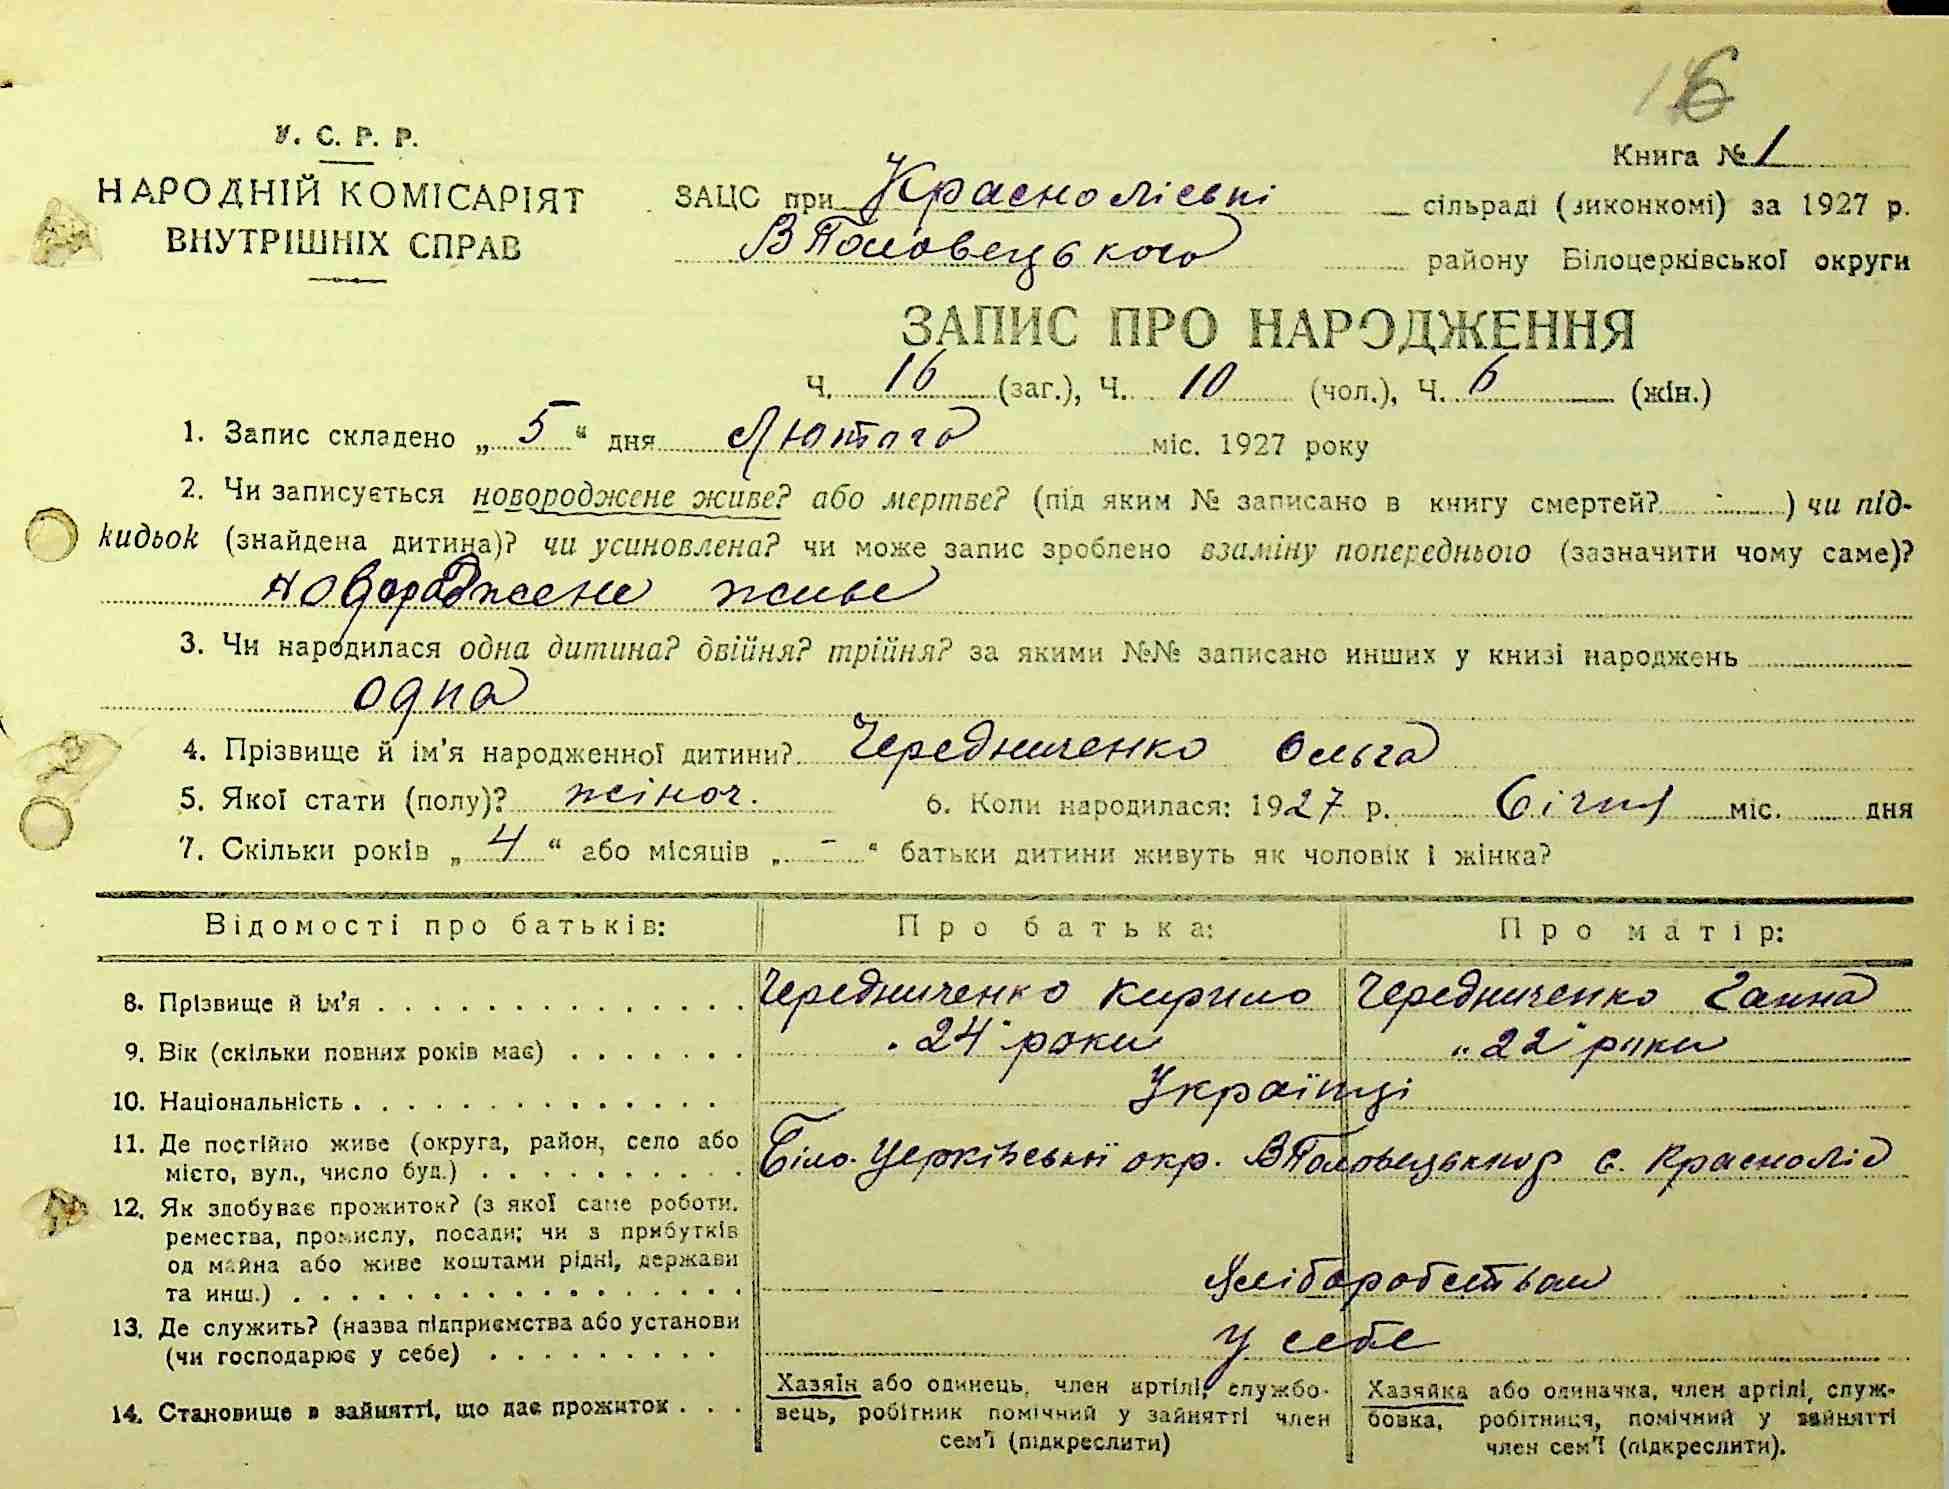 16
У. С. Р. Р.
НАРОДНІЙ КОМІСАРІЯТ
ВНУТРІШНІХ СПРАВ
Книга № 1
ЗАЦС при Краснолієвкі сільраді (виконкомі) за 1927 р.
ВПоловецького району Білоцерківської округи
ЗАПИС ПРО НАРОДЖЕННЯ
Ч. 16 (заг.), Ч. 10 (чол.), Ч. 6 (жін.)
1. Запис складено „ 5 “ дня Лютого міс. 1927 року
2. Чи записується новороджене живе? або мертве? (під яким № записано в книгу смертей? - ) чи під-
кидьок (знайдена дитина)? чи усиновлена? чи може запис зроблено взаміну попереднього (зазначити чому саме)?
новороджене живе
3. Чи народилася одна дитина? двійня? трійня? за якими №№ записано инших у книзі народжень
одна
4. Прізвище й ім'я народженної дитини? Чередниченко Ольга
5. Якої стати (полу)? жіноч. 6. Коли народилася: 1927 р. Січня міс. дня
7. Скільки років „ 4 “ або місяців „ - “ батьки дитини живуть як чоловік і жінка?
Відомості про батьків: Про батька: Про матір:
8. Прізвище й ім'я . . . . . . . . . . . . . . . Чередниченко Кирило Чередниченко Ганна
9. Вік (скільки повних років має) . . . . . . . „24“ роки „22“ роки
10. Національність . . . . . . . . . . . . . . . Українці
11. Де постійно живе (округа, район, село або
місто, вул., число буд.) . . . . . . . . . . Біло-Церківської окр. ВПоловецького р с. Красноліс
12. Як здобуває прожиток? (з якої саме роботи,
ремества, промислу, посади; чи з прибутків
од майна або живе коштами рідні, держави
та инш.) . . . . . . . . . . . . . . . . . Хліборобством
13. Де служить? (назва підприємства або установи
(чи господарює у себе) . . . . . . . . . У себе
14. Становище в зайнятті, що дає прожиток . . .
Хазяїн або одинець, член артілі, службо-
вець, робітник помічний у зайнятті член
сем'ї (підкреслити)
Хазяйка або одиначка, член артілі, служ-
бовка, робітниця, помічний у зайнятті
член сем'ї (підкреслити).